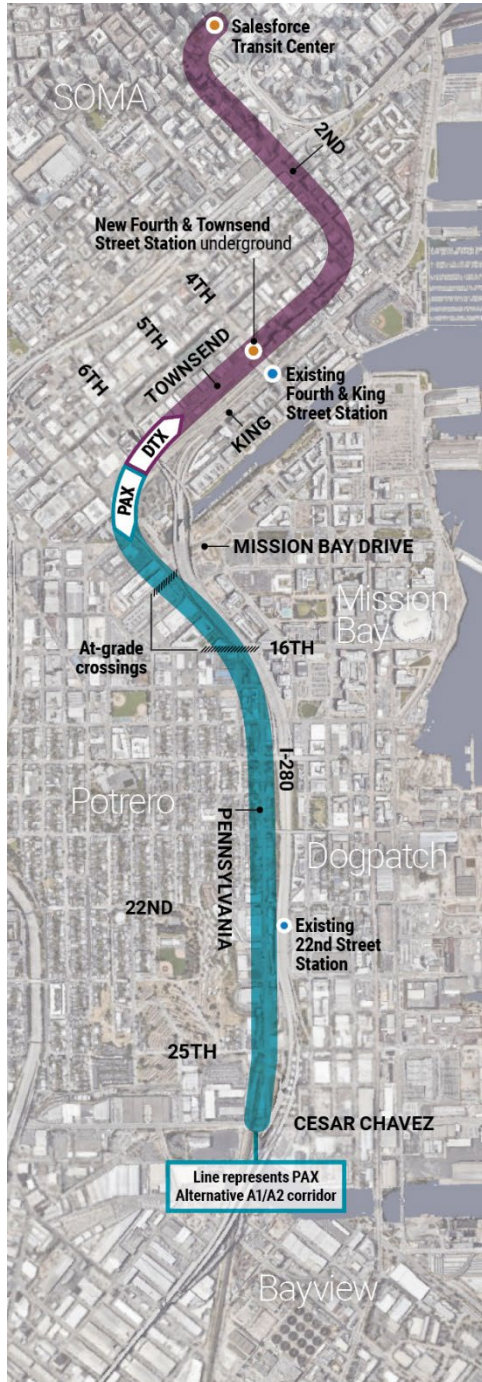 Salesforce
Transit Center
SOMA
2ND
New Fourth & Townsend
Street Station underground
4TH
5TH
6TH
TOWNSEND
Existing
Fourth & King
Street Station
KING
DTX
PAX
MISSION BAY DRIVE
Mission
Bay
At-grade
crossings
16TH
I-280
Potrero
PENNSYLVANIA
Dogpatch
22ND
Existing
22nd Street
Station
25TH
CESAR CHAVEZ
Line represents PAX
Alternative A1/A2 corridor
Bayview